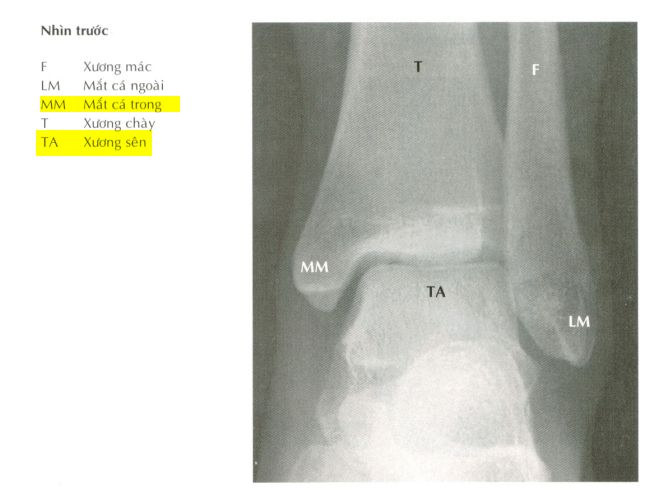 Nhìn trước
F Xương mác
LM Mắt cá ngoài
MM Mắt cá trong
T Xương chày
TA Xương sên
T
F
MM
TA
LM